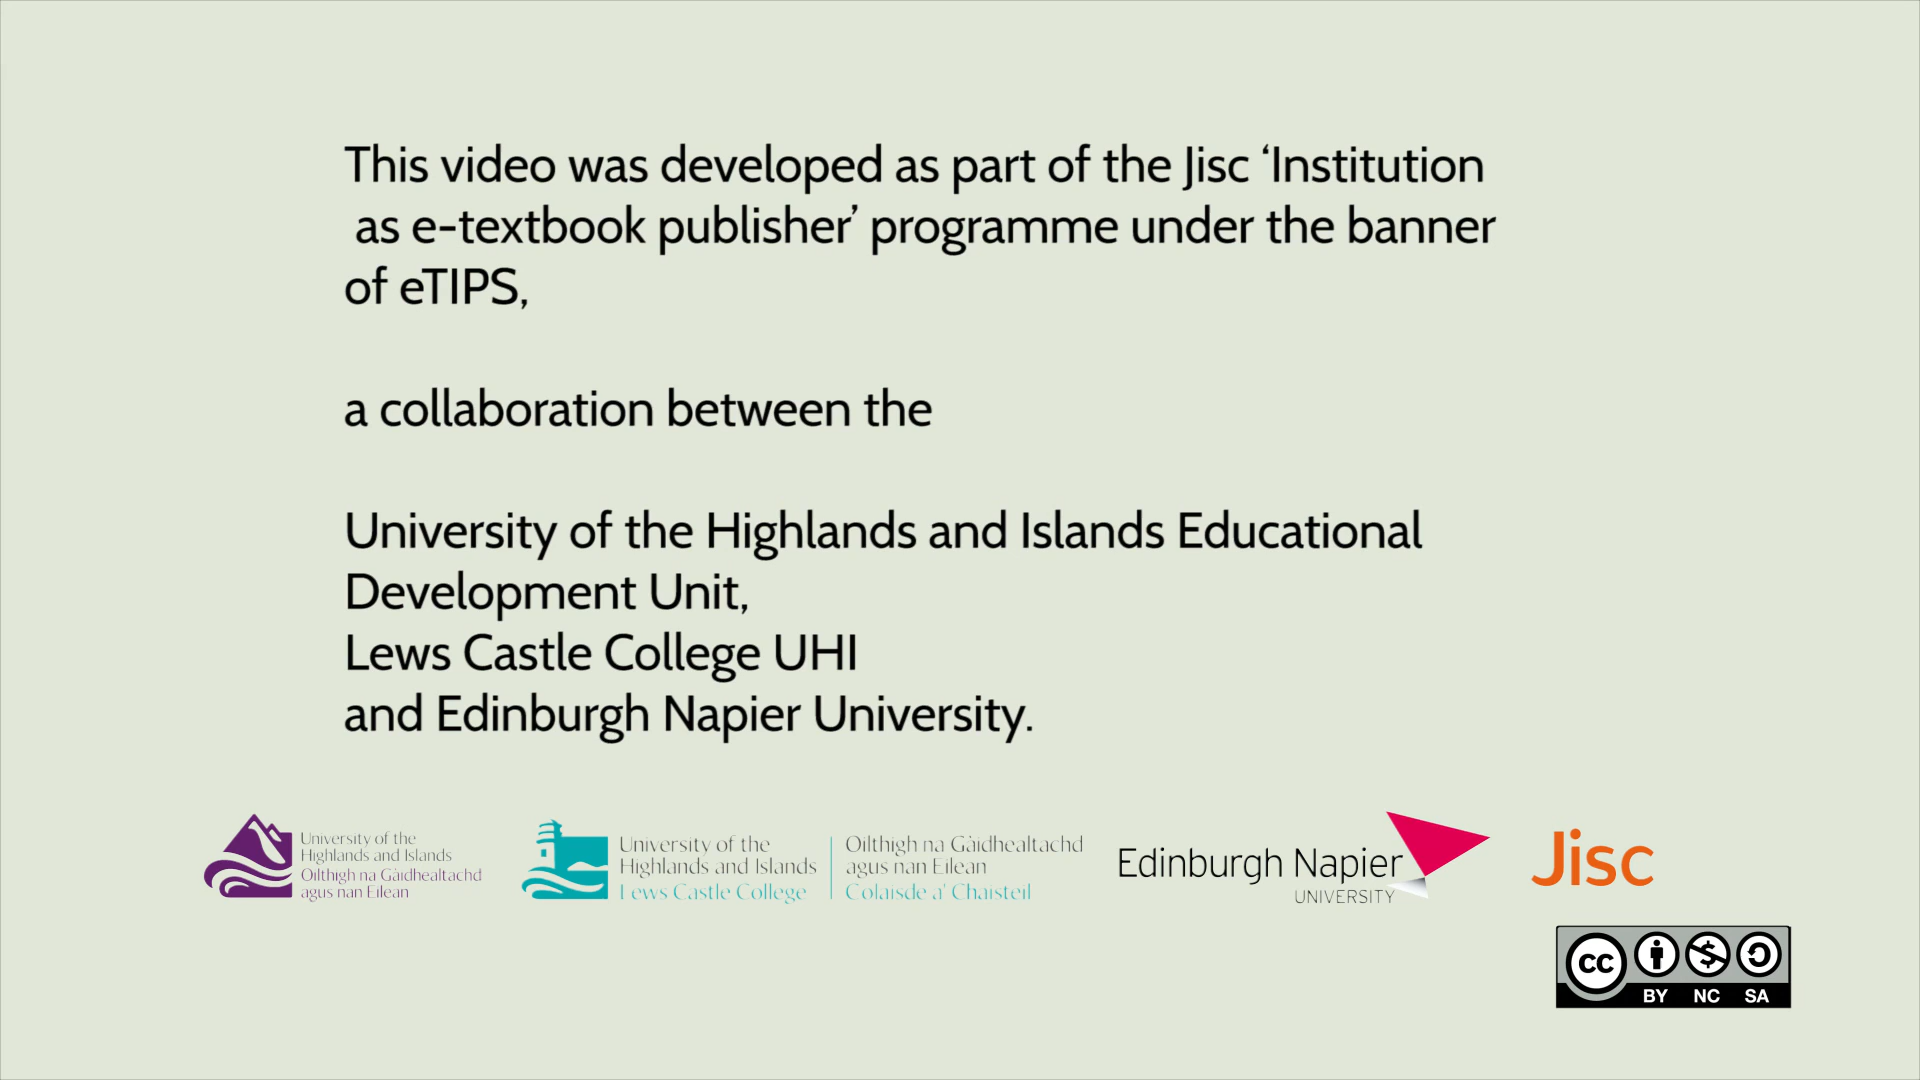 This video was developed as part of the Jisc ‘Institution
as e-textbook publisher’ programme under the banner
of eTIPS,
a collaboration between the
University of the Highlands and Islands Educational
Development Unit,
Lews Castle College UHI
and Edinburgh Napier University.
University of the
Highlands and Islands
Oilthigh na Gàidhealtachd
agus nan Eilean
University of the
Highlands and Islands
Lews Castle College
Oilthigh na Gàidhealtachd
agus nan Eilean
Colaisde a' Chaisteil
Edinburgh Napier
UNIVERSITY
Jisc
cc
BY NC SA